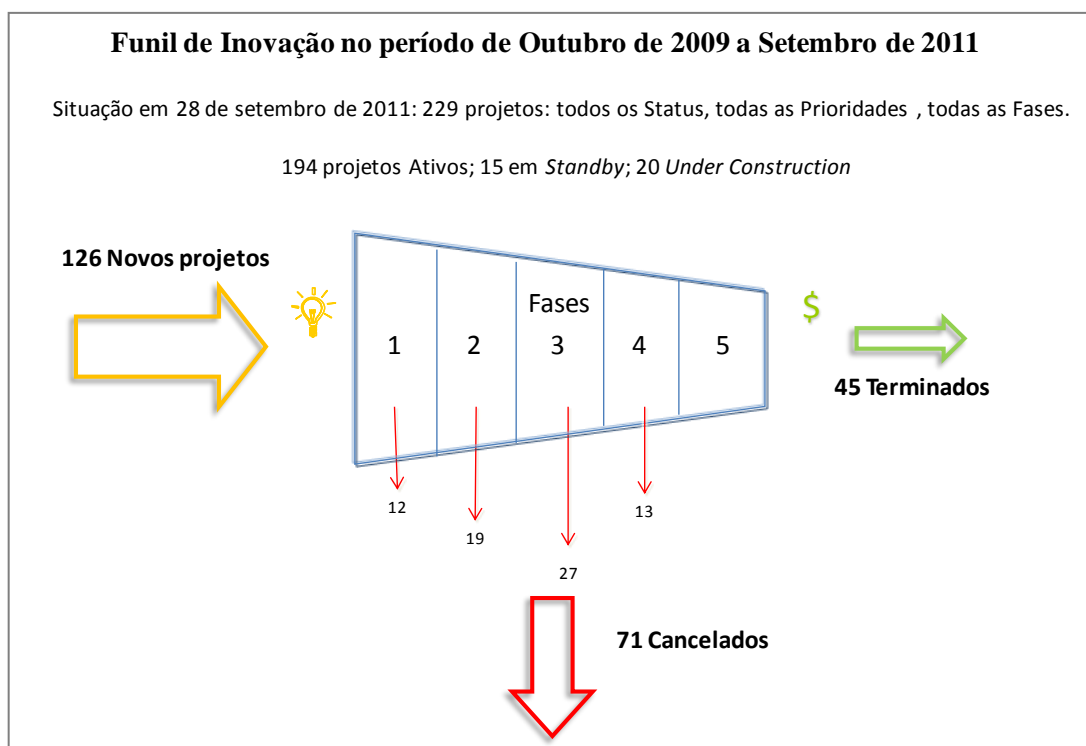 Funil de Inovação no período de Outubro de 2009 a Setembro de 2011
Situação em 28 de setembro de 2011: 229 projetos: todos os Status, todas as Prioridades , todas as Fases.
194 projetos Ativos; 15 em Standby; 20 Under Construction
126 Novos projetos
Fases
1 2 3 4 5
$
45 Terminados
12
19
27
13
71 Cancelados